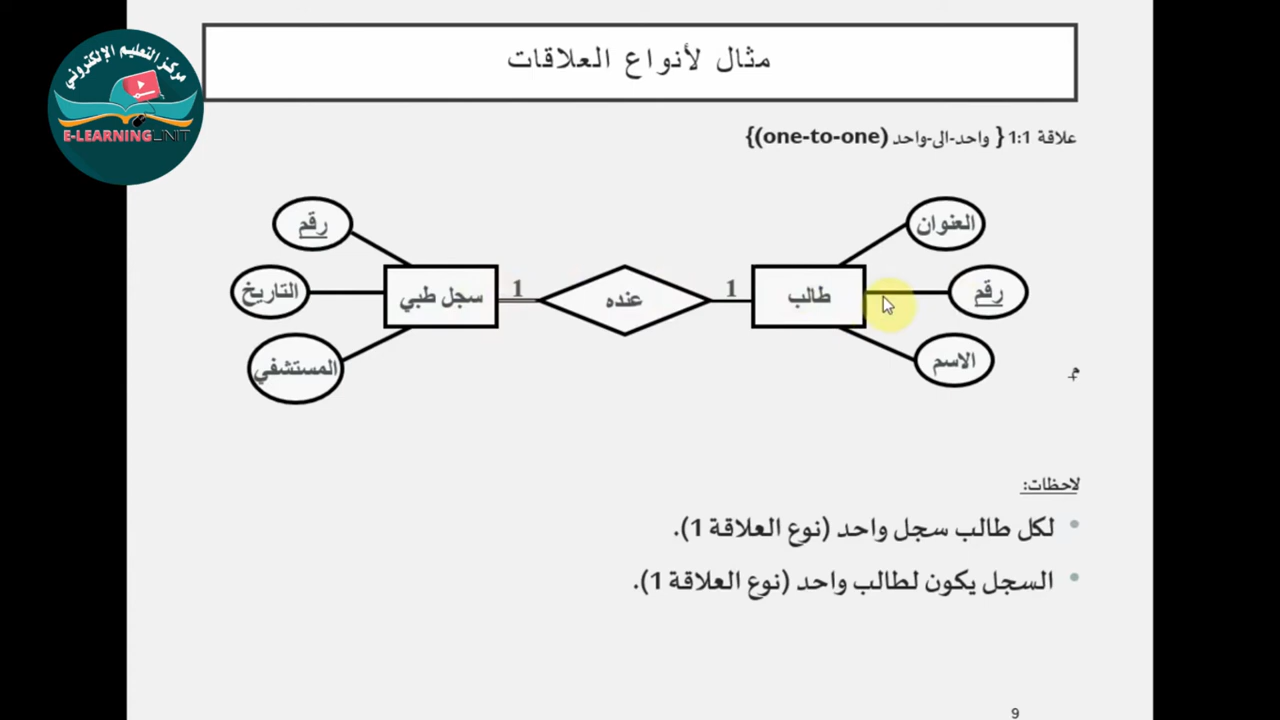 مركز التعليم الإلكتروني
E-LEARNING UNIT
مثال لأنواع العلاقات
علاقة 1:1 { واحد-الى-واحد (one-to-one)}
العنوان
رقم
الاسم
طالب
1
عنده
1
سجل طبي
رقم
التاريخ
المستشفي
م
لاحظات:
لكل طالب سجل واحد (نوع العلاقة 1).
السجل يكون لطالب واحد (نوع العلاقة 1).
9